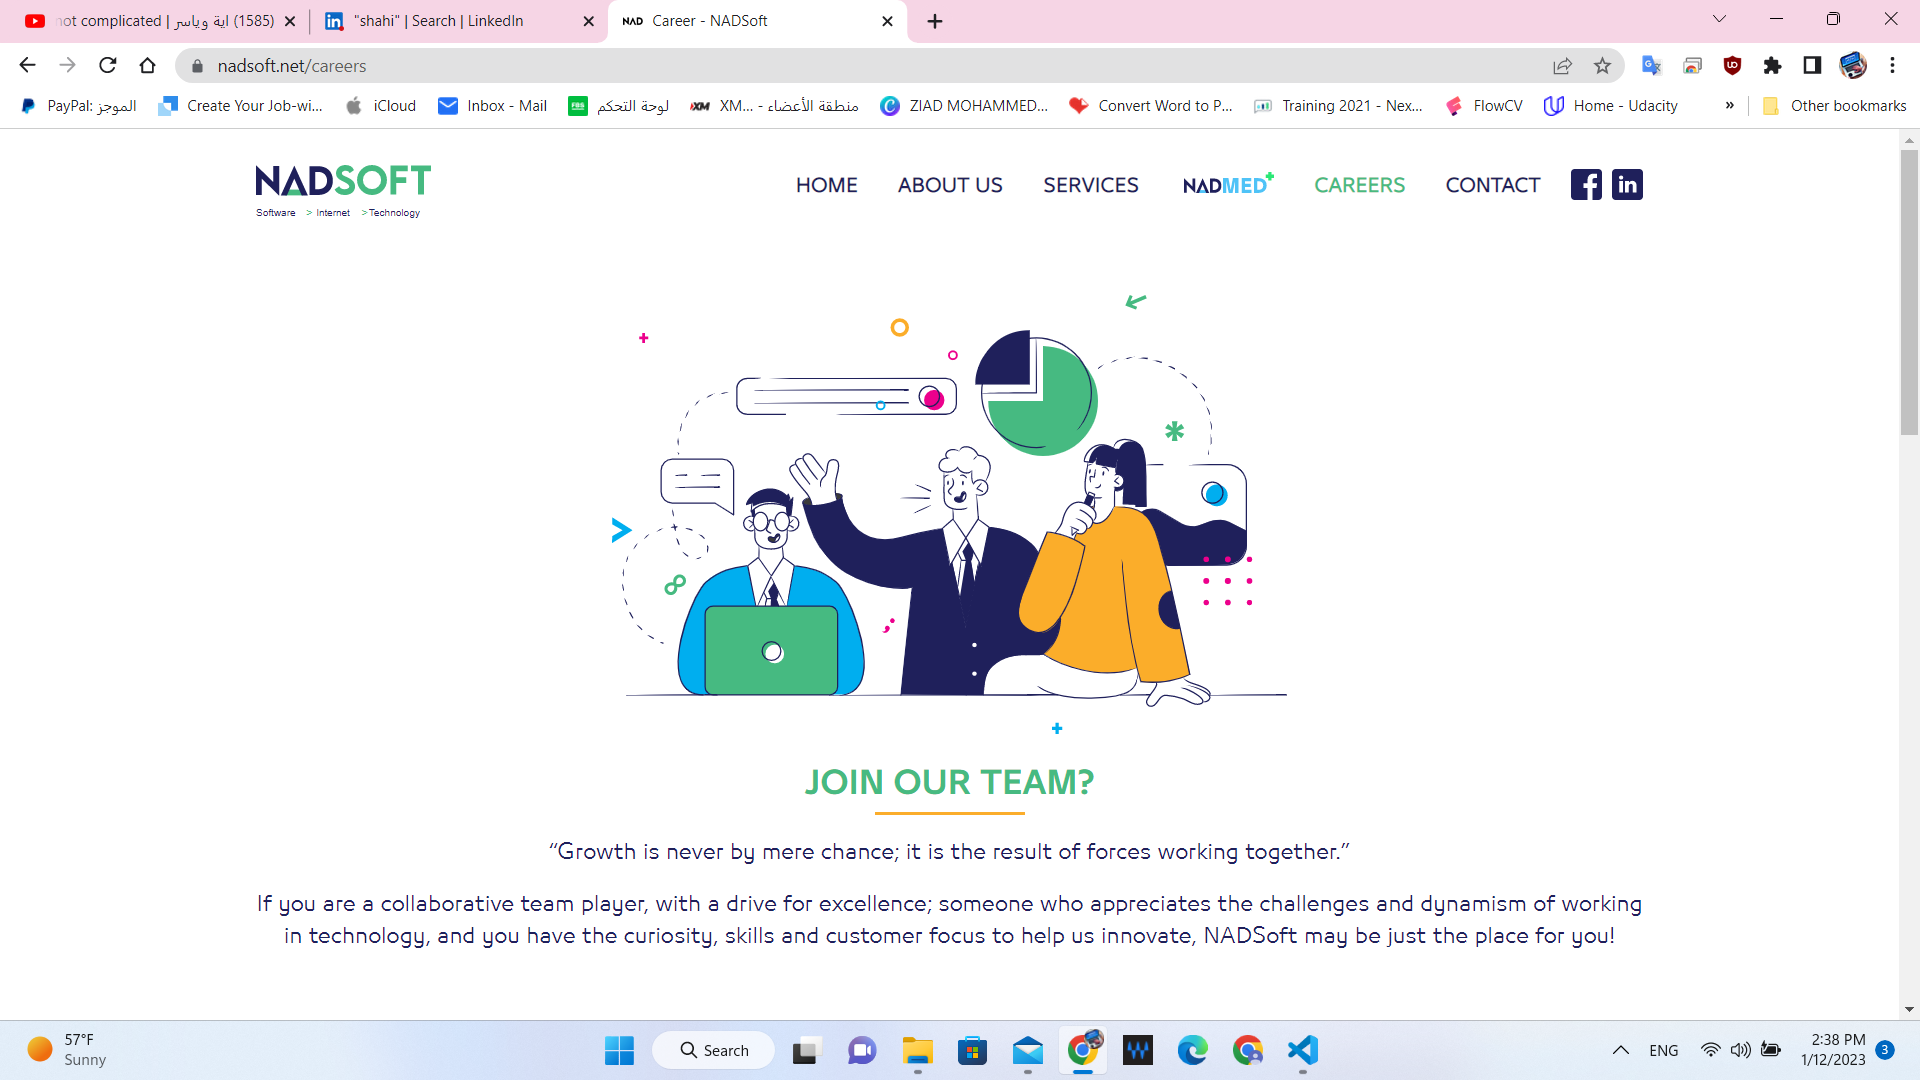 not complicated | اية وياسر (1585)
"shahi" | Search | LinkedIn
NAD Career - NADSoft
nadsoft.net/careers
PayPal: الموجز
Create Your Job-wi...
iCloud
Inbox - Mail
FBS لوحة التحكم
XM XM... - منطقة الأعضاء
ZIAD MOHAMMED...
Convert Word to P...
Training 2021 - Nex...
FlowCV
Home - Udacity
»
Other bookmarks
NADSOFT
Software > Internet > Technology
HOME
ABOUT US
SERVICES
NADMED+
CAREERS
CONTACT
JOIN OUR TEAM?
“Growth is never by mere chance; it is the result of forces working together.”
If you are a collaborative team player, with a drive for excellence; someone who appreciates the challenges and dynamism of working
in technology, and you have the curiosity, skills and customer focus to help us innovate, NADSoft may be just the place for you!
57°F
Sunny
Search
ENG
2:38 PM
1/12/2023
3